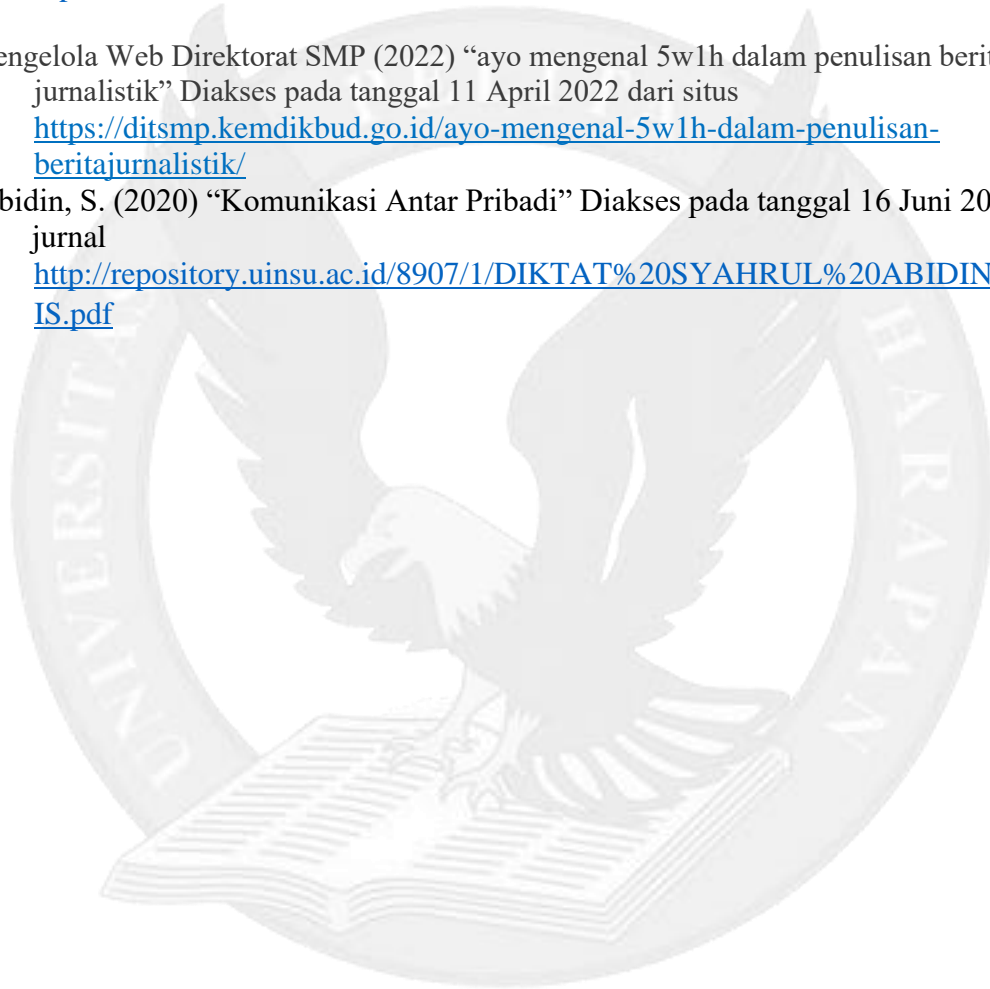 engelola Web Direktorat SMP (2022) “ayo mengenal 5w1h dalam penulisan berit
jurnalistik” Diakses pada tanggal 11 April 2022 dari situs
https://ditsmp.kemdikbud.go.id/ayo-mengenal-5w1h-dalam-penulisan-
beritajurnalistik/
bidin, S. (2020) “Komunikasi Antar Pribadi” Diakses pada tanggal 16 Juni 20
jurnal
http://repository.uinsu.ac.id/8907/1/DIKTAT%20SYAHRUL%20ABIDIN
IS.pdf
UNIVERSITA
HARAPAN